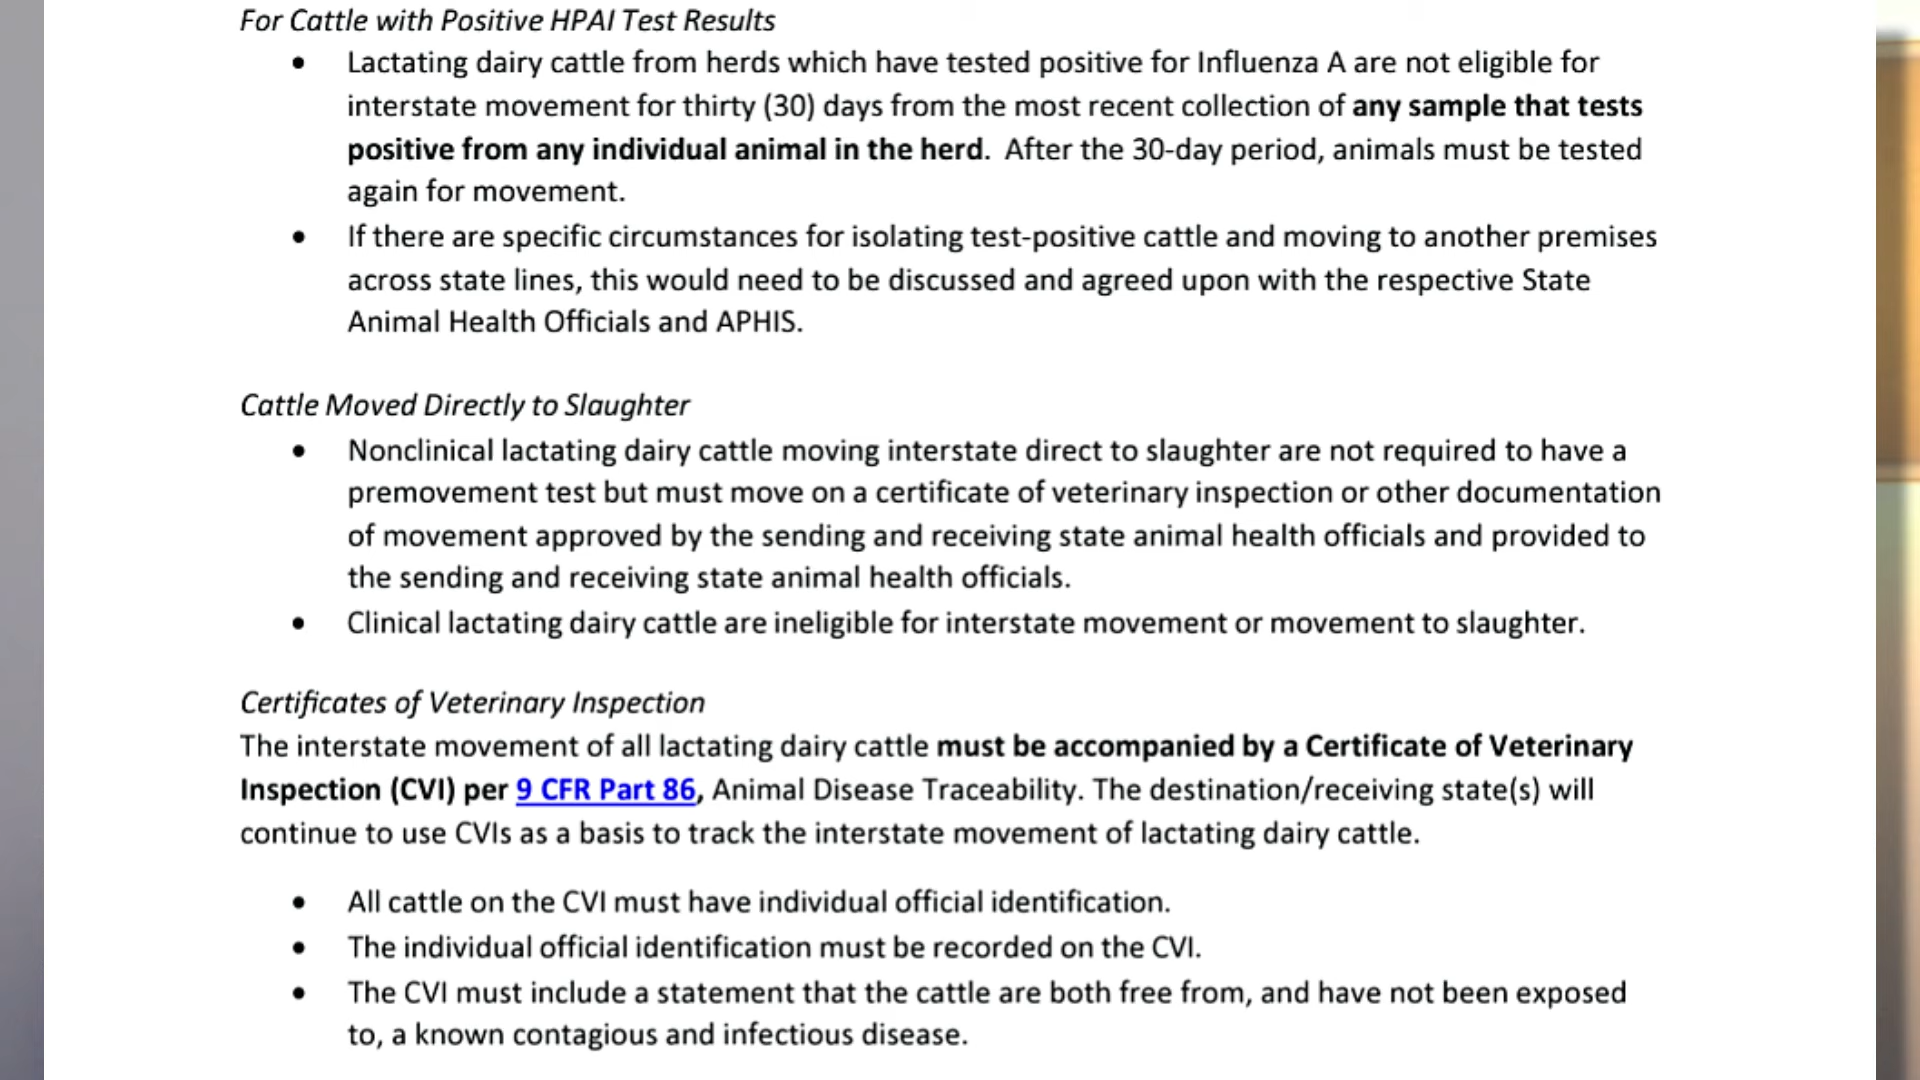 For Cattle with Positive HPAI Test Results
• Lactating dairy cattle from herds which have tested positive for Influenza A are not eligible for
interstate movement for thirty (30) days from the most recent collection of any sample that tests
positive from any individual animal in the herd. After the 30-day period, animals must be tested
again for movement.
• If there are specific circumstances for isolating test-positive cattle and moving to another premises
across state lines, this would need to be discussed and agreed upon with the respective State
Animal Health Officials and APHIS.
Cattle Moved Directly to Slaughter
• Nonclinical lactating dairy cattle moving interstate direct to slaughter are not required to have a
premovement test but must move on a certificate of veterinary inspection or other documentation
of movement approved by the sending and receiving state animal health officials and provided to
the sending and receiving state animal health officials.
• Clinical lactating dairy cattle are ineligible for interstate movement or movement to slaughter.
Certificates of Veterinary Inspection
The interstate movement of all lactating dairy cattle must be accompanied by a Certificate of Veterinary
Inspection (CVI) per 9 CFR Part 86, Animal Disease Traceability. The destination/receiving state(s) will
continue to use CVIs as a basis to track the interstate movement of lactating dairy cattle.
• All cattle on the CVI must have individual official identification.
• The individual official identification must be recorded on the CVI.
• The CVI must include a statement that the cattle are both free from, and have not been exposed
to, a known contagious and infectious disease.